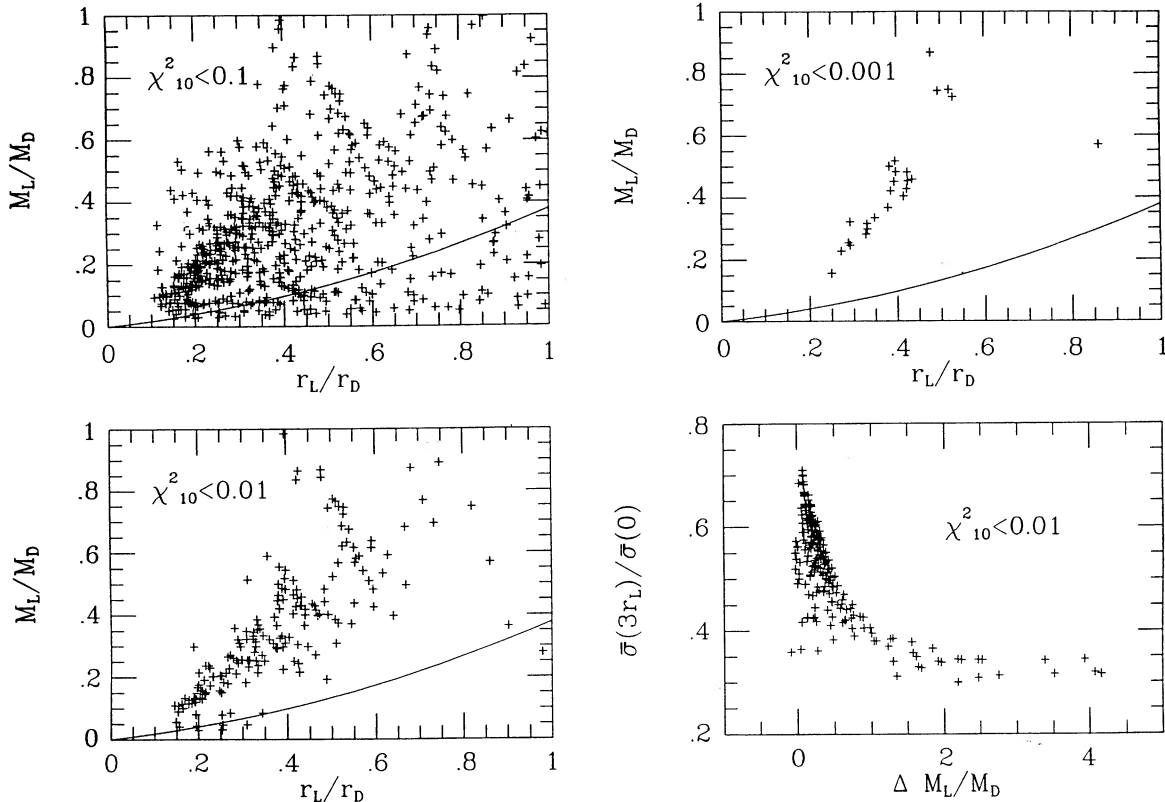 1
.8
.6
.4
.2
0
M_L/M_D
χ²₁₀<0.1
0 .2 .4 .6 .8 1
r_L/r_D
1
.8
.6
.4
.2
0
M_L/M_D
χ²₁₀<0.001
0 .2 .4 .6 .8 1
r_L/r_D
1
.8
.6
.4
.2
0
M_L/M_D
χ²₁₀<0.01
0 .2 .4 .6 .8 1
r_L/r_D
.8
.6
.4
.2
σ̄(3r_L)/σ̄(0)
χ²₁₀<0.01
0 2 4
Δ M_L/M_D